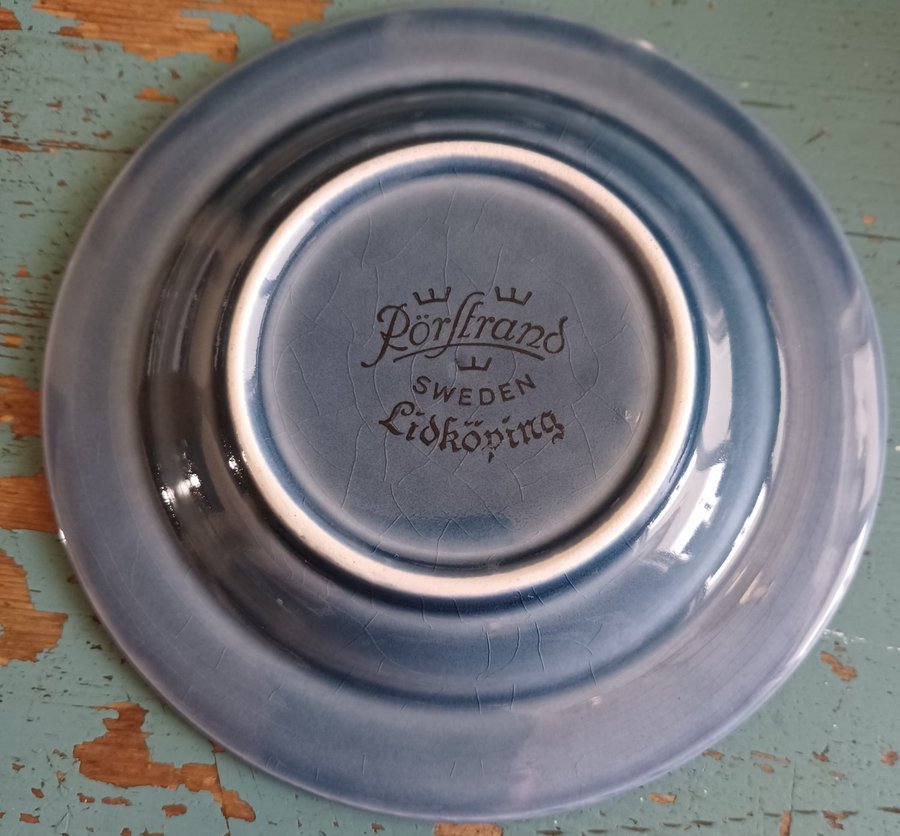 Rörstrand
SWEDEN
Lidköping